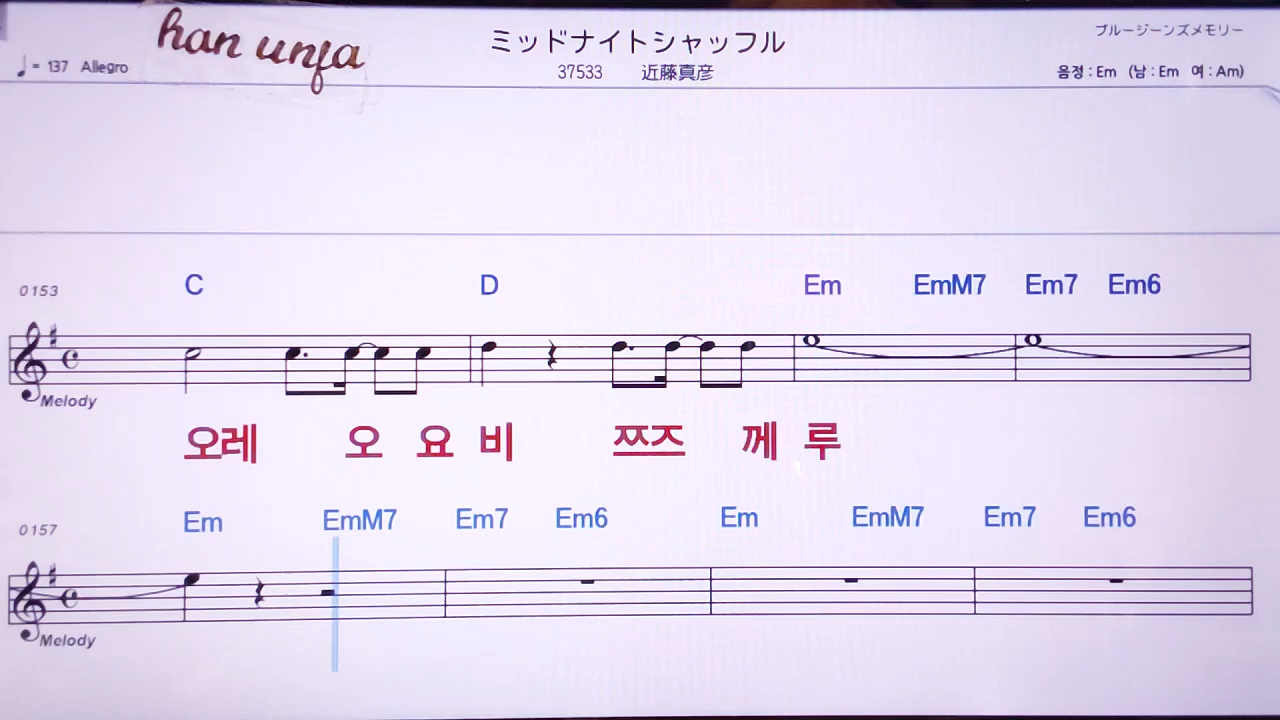 han unfa
ミッドナイトシャッフル
ブルージーンズメモリー
♩= 137 Allegro
37533 近藤真彦
음정 : Em (남 : Em 여 : Am)
0153
C D Em EmM7 Em7 Em6
Melody
오레 오 요 비 쯔즈 께 루
0157
Em EmM7 Em7 Em6 Em EmM7 Em7 Em6
Melody